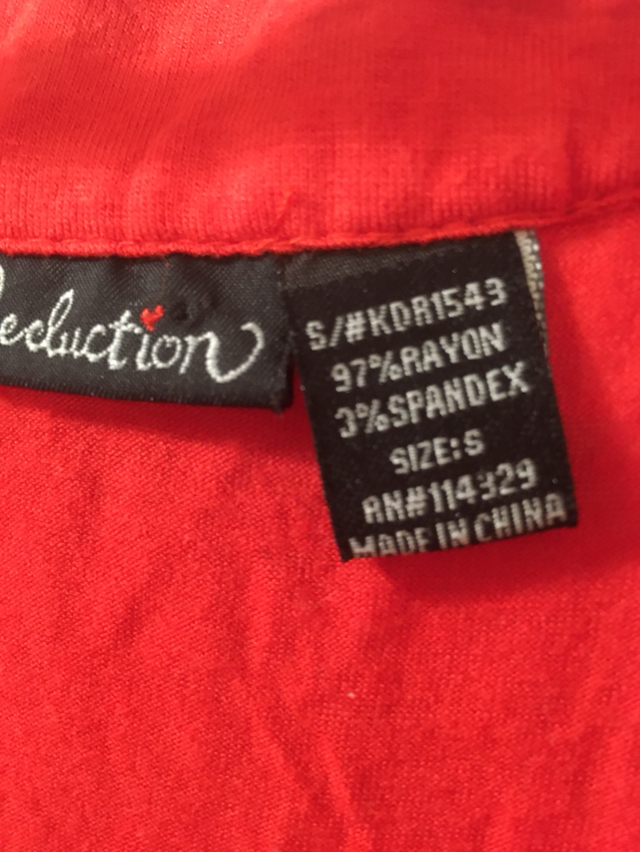 eduction
S/#KDR1543
97%RAYON
3%SPANDEX
SIZE:S
RN#114329
MADE IN CHINA